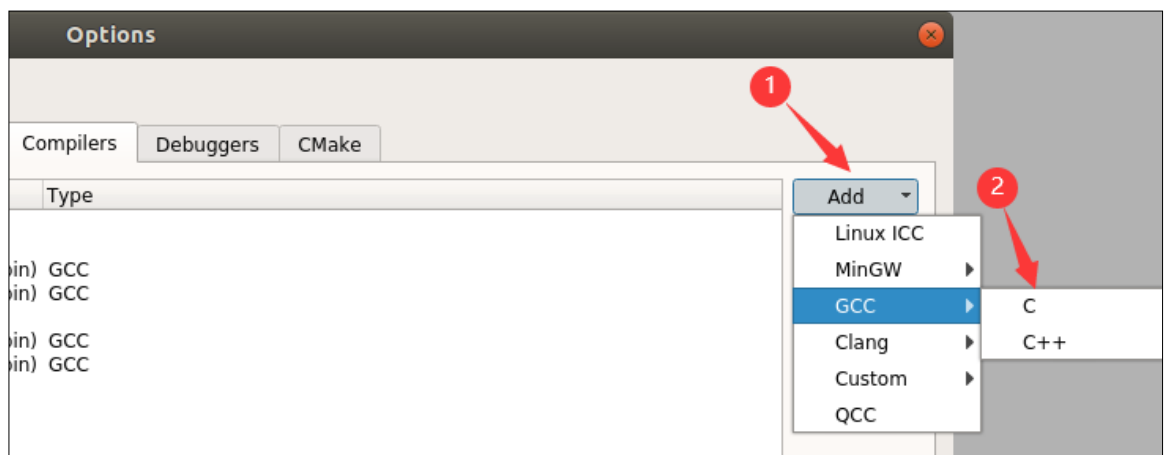 Options
1
Compilers Debuggers CMake
Type
Add
2
Linux ICC
MinGW
GCC
C
Clang
C++
Custom
QCC
in) GCC
in) GCC
in) GCC
in) GCC